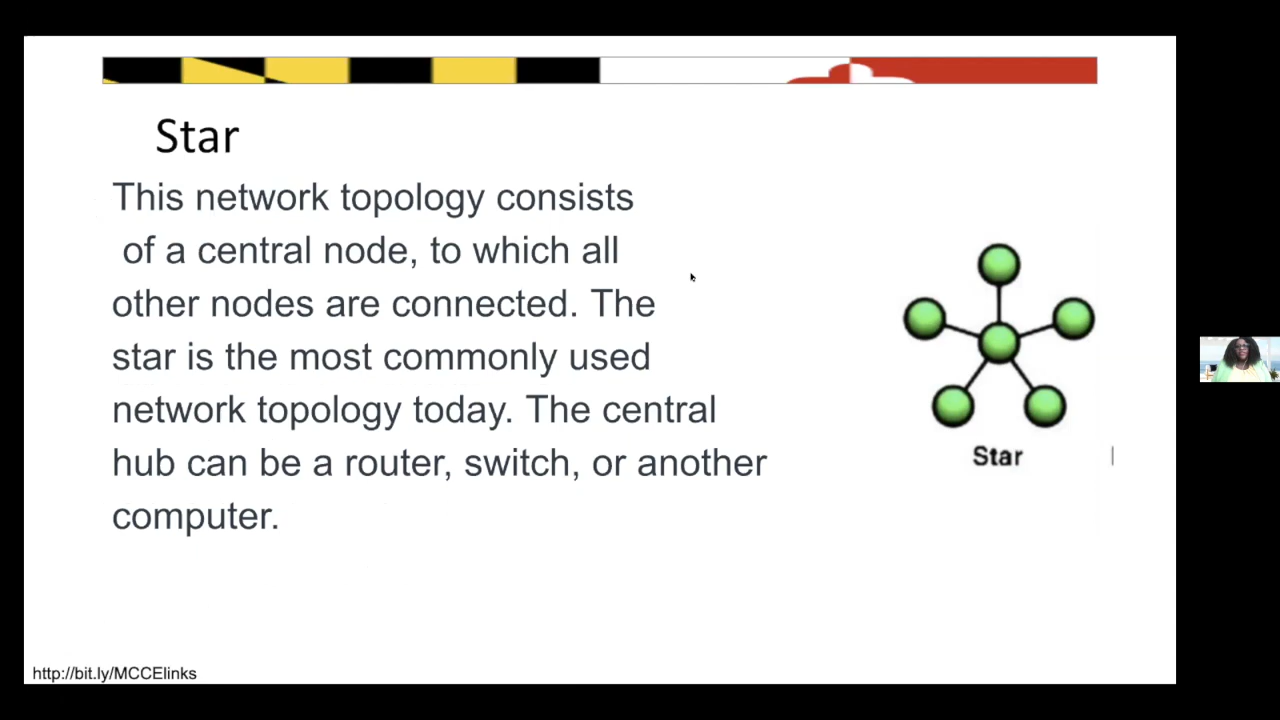 Star
This network topology consists
of a central node, to which all
other nodes are connected. The
star is the most commonly used
network topology today. The central
hub can be a router, switch, or another
computer.
Star
http://bit.ly/MCCElinks